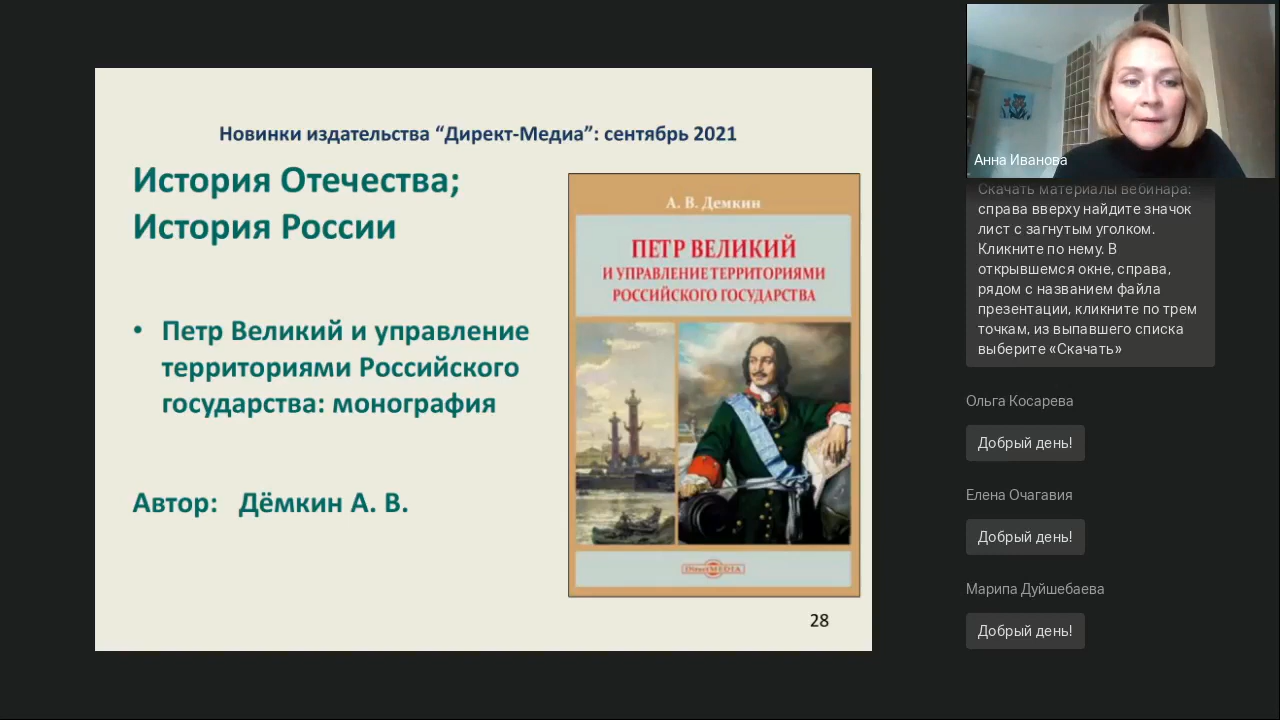 Новинки издательства “Директ-Медиа”: сентябрь 2021
История Отечества;
История России
• Петр Великий и управление
территориями Российского
государства: монография
Автор: Дёмкин А. В.
А. В. Демкин
ПЕТР ВЕЛИКИЙ
И УПРАВЛЕНИЕ ТЕРРИТОРИЯМИ
РОССИЙСКОГО ГОСУДАРСТВА
DirectMEDIA
28
Анна Иванова
Скачать материалы вебинара:
справа вверху найдите значок
лист с загнутым уголком.
Кликните по нему. В
открывшемся окне, справа,
рядом с названием файла
презентации, кликните по трем
точкам, из выпавшего списка
выберите «Скачать»
Ольга Косарева
Добрый день!
Елена Очагавия
Добрый день!
Марипа Дуйшебаева
Добрый день!